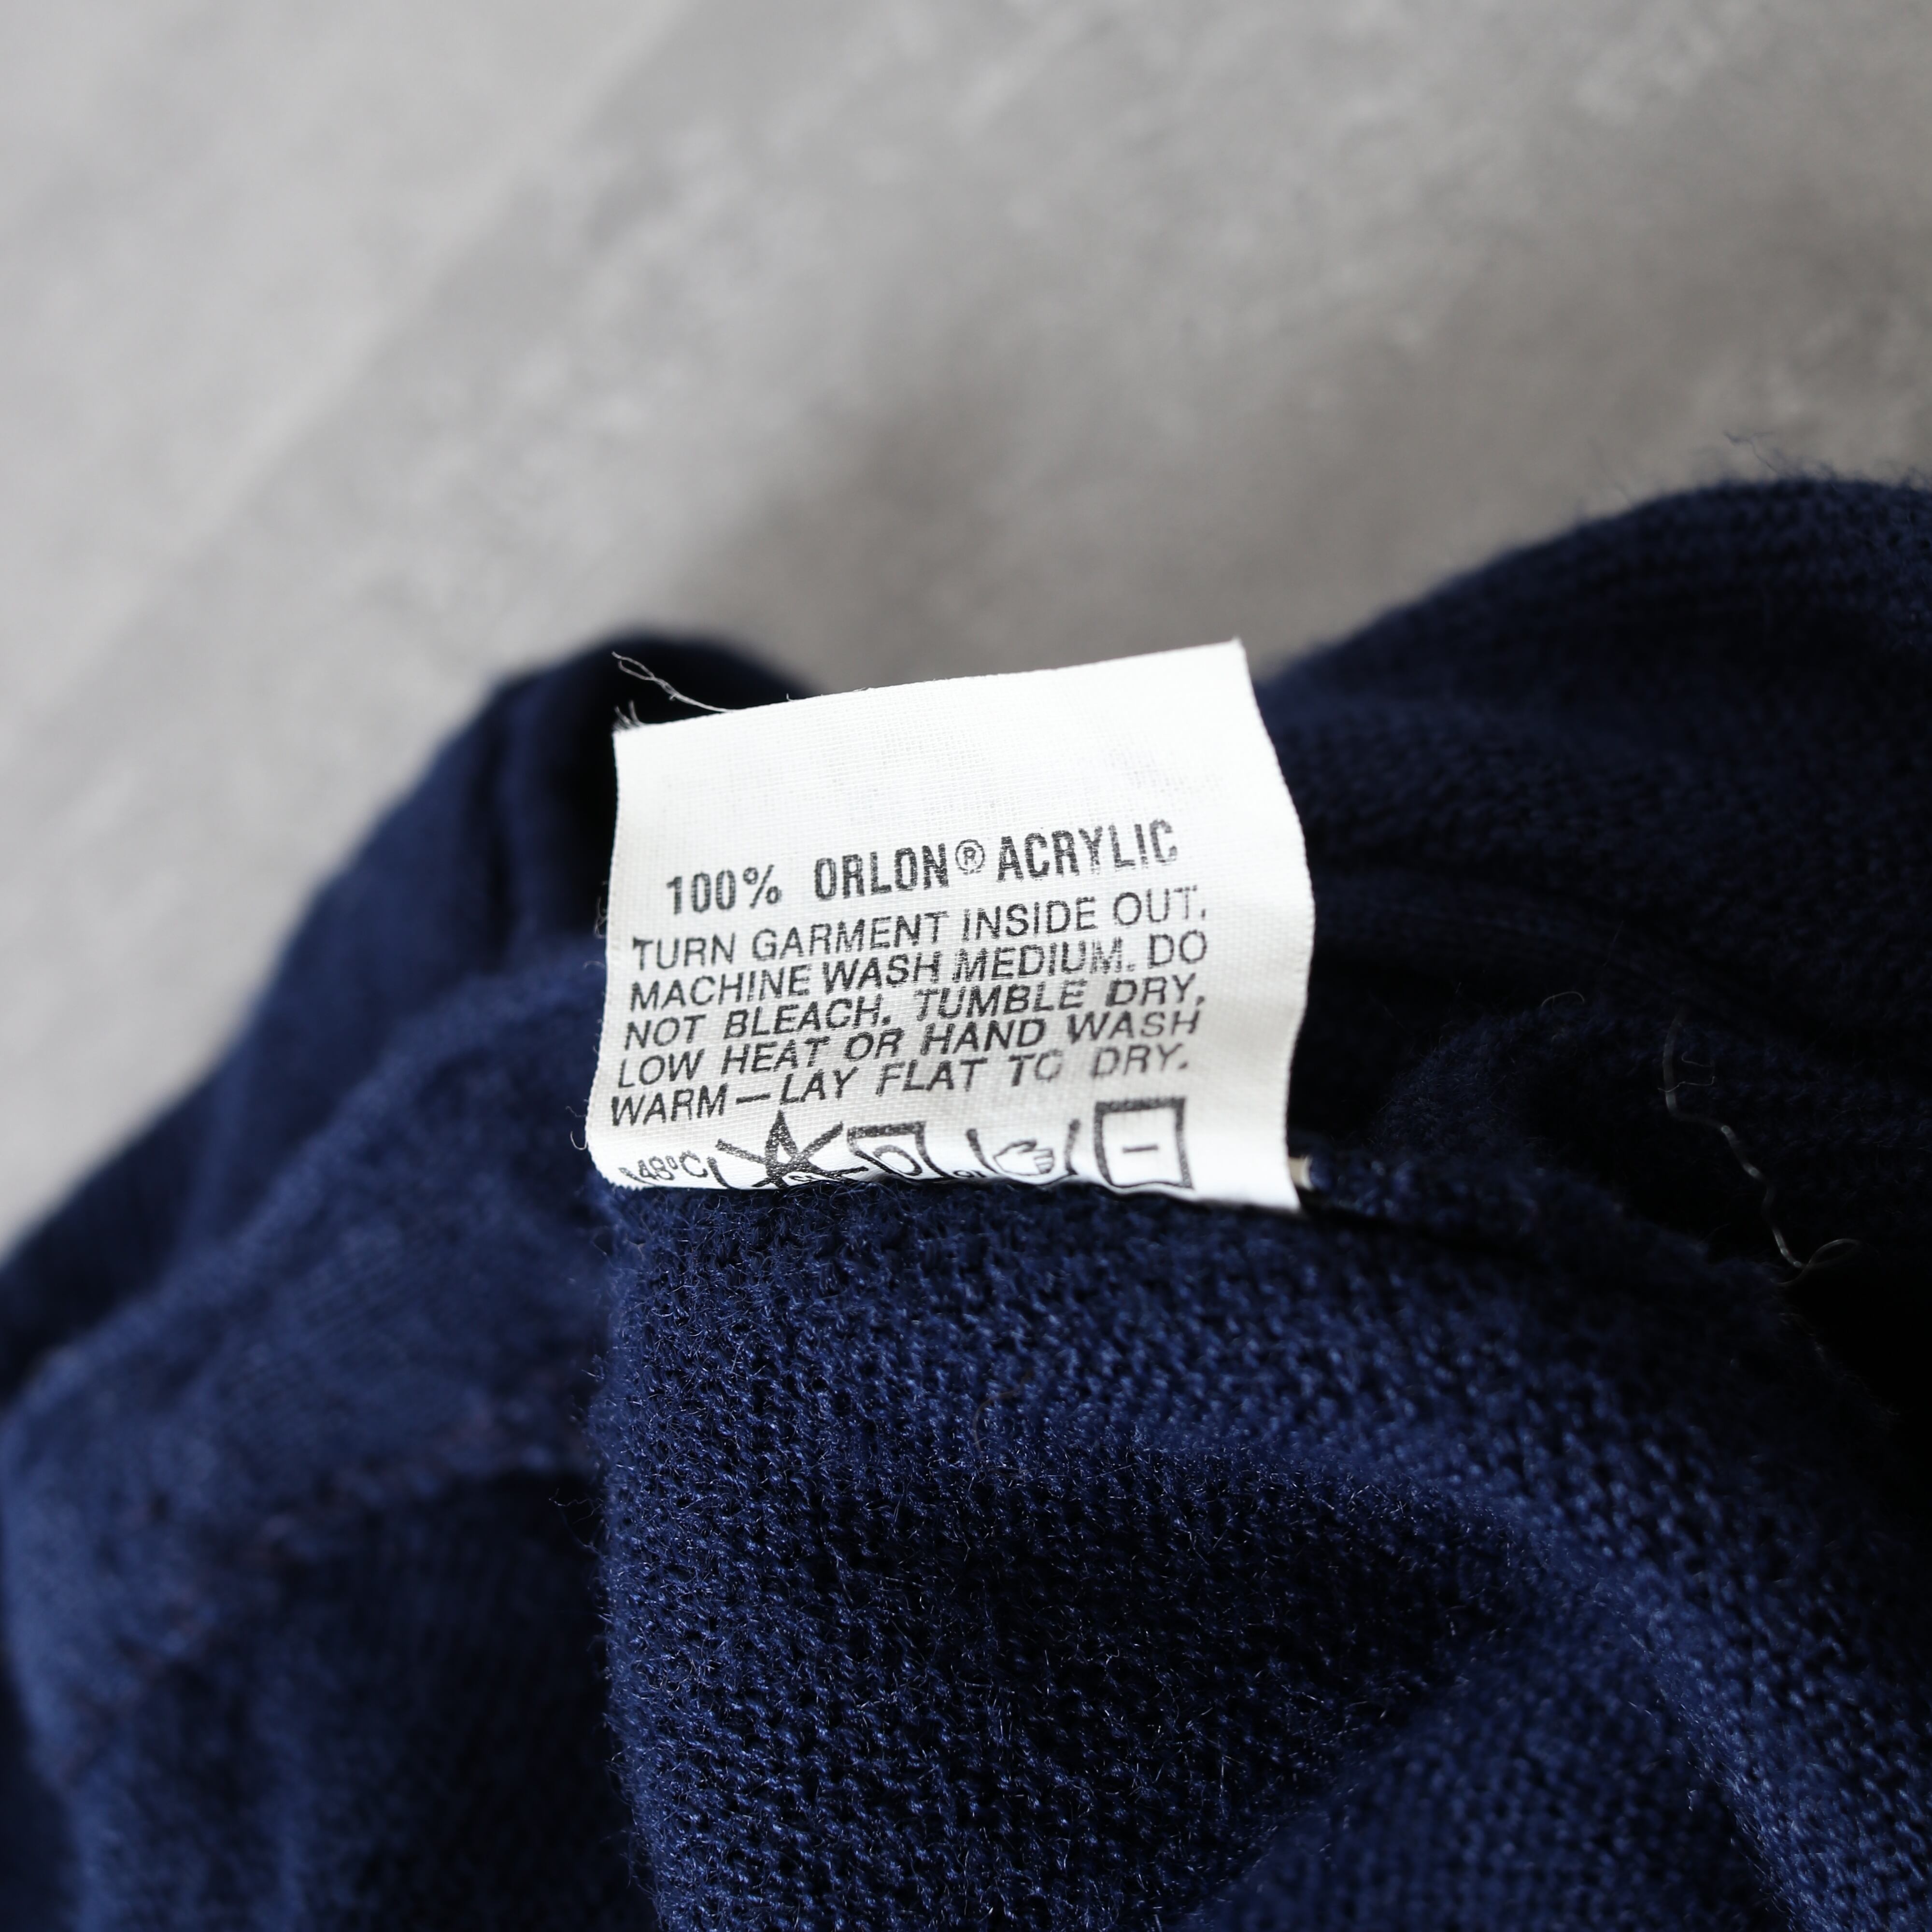 100% ORLON® ACRYLIC
TURN GARMENT INSIDE OUT.
MACHINE WASH MEDIUM. DO
NOT BLEACH. TUMBLE DRY,
LOW HEAT OR HAND WASH
WARM—LAY FLAT TO DRY.
48°C